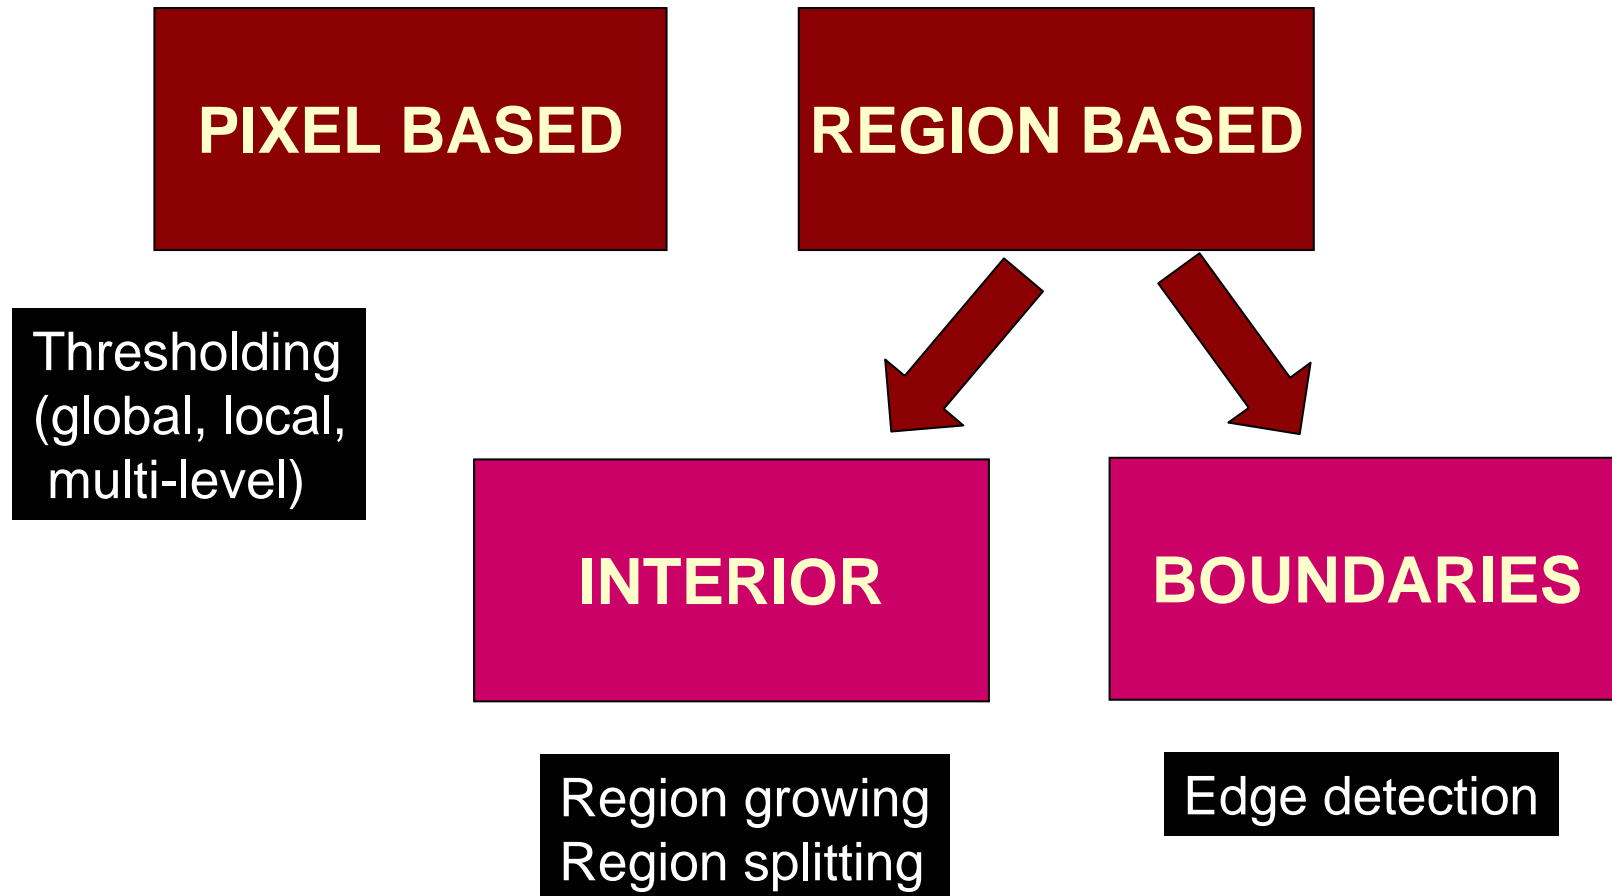 PIXEL BASED
REGION BASED
Thresholding
(global, local,
multi-level)
INTERIOR
BOUNDARIES
Region growing
Region splitting
Edge detection